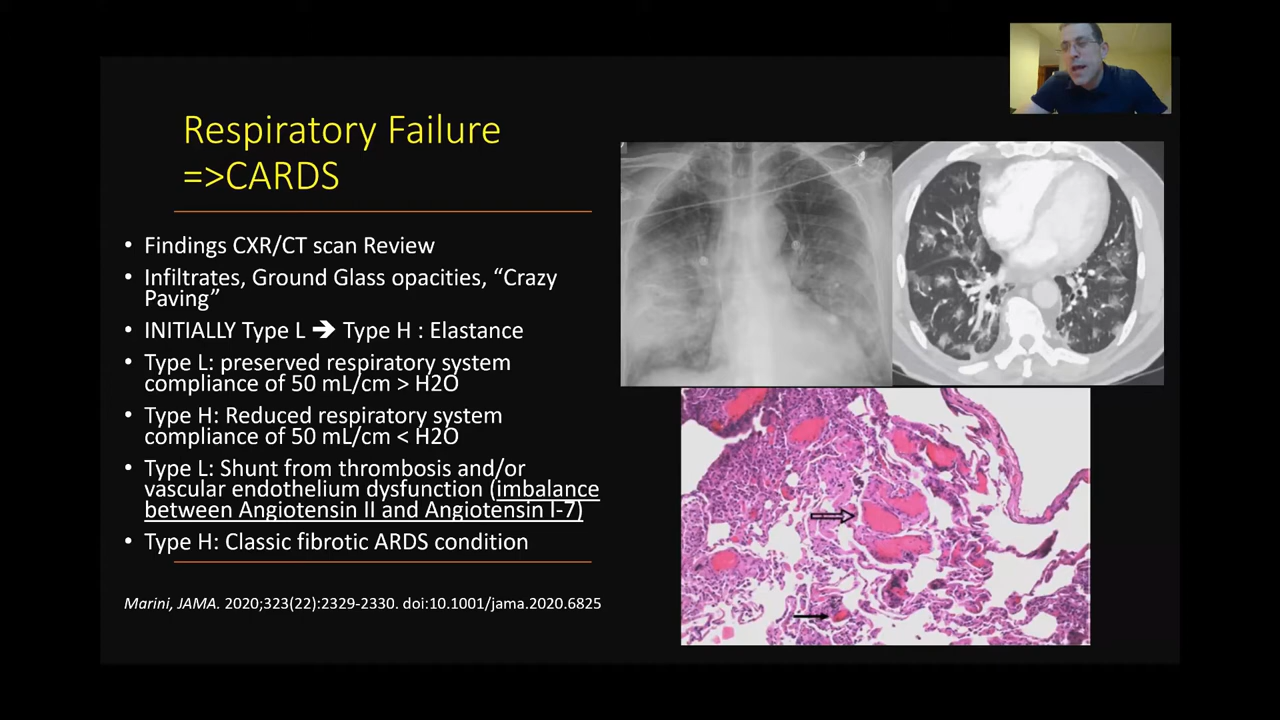 Respiratory Failure
=>CARDS
• Findings CXR/CT scan Review
• Infiltrates, Ground Glass opacities, “Crazy
Paving”
• INITIALLY Type L 🡺 Type H : Elastance
• Type L: preserved respiratory system
compliance of 50 mL/cm > H2O
• Type H: Reduced respiratory system
compliance of 50 mL/cm < H2O
• Type L: Shunt from thrombosis and/or
vascular endothelium dysfunction (imbalance
between Angiotensin II and Angiotensin I-7)
• Type H: Classic fibrotic ARDS condition
Marini, JAMA. 2020;323(22):2329-2330. doi:10.1001/jama.2020.6825